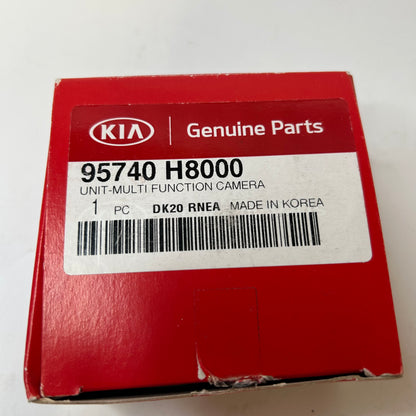 KIA Genuine Parts
95740 H8000
UNIT-MULTI FUNCTION CAMERA
1 PC DK20 RNEA MADE IN KOREA